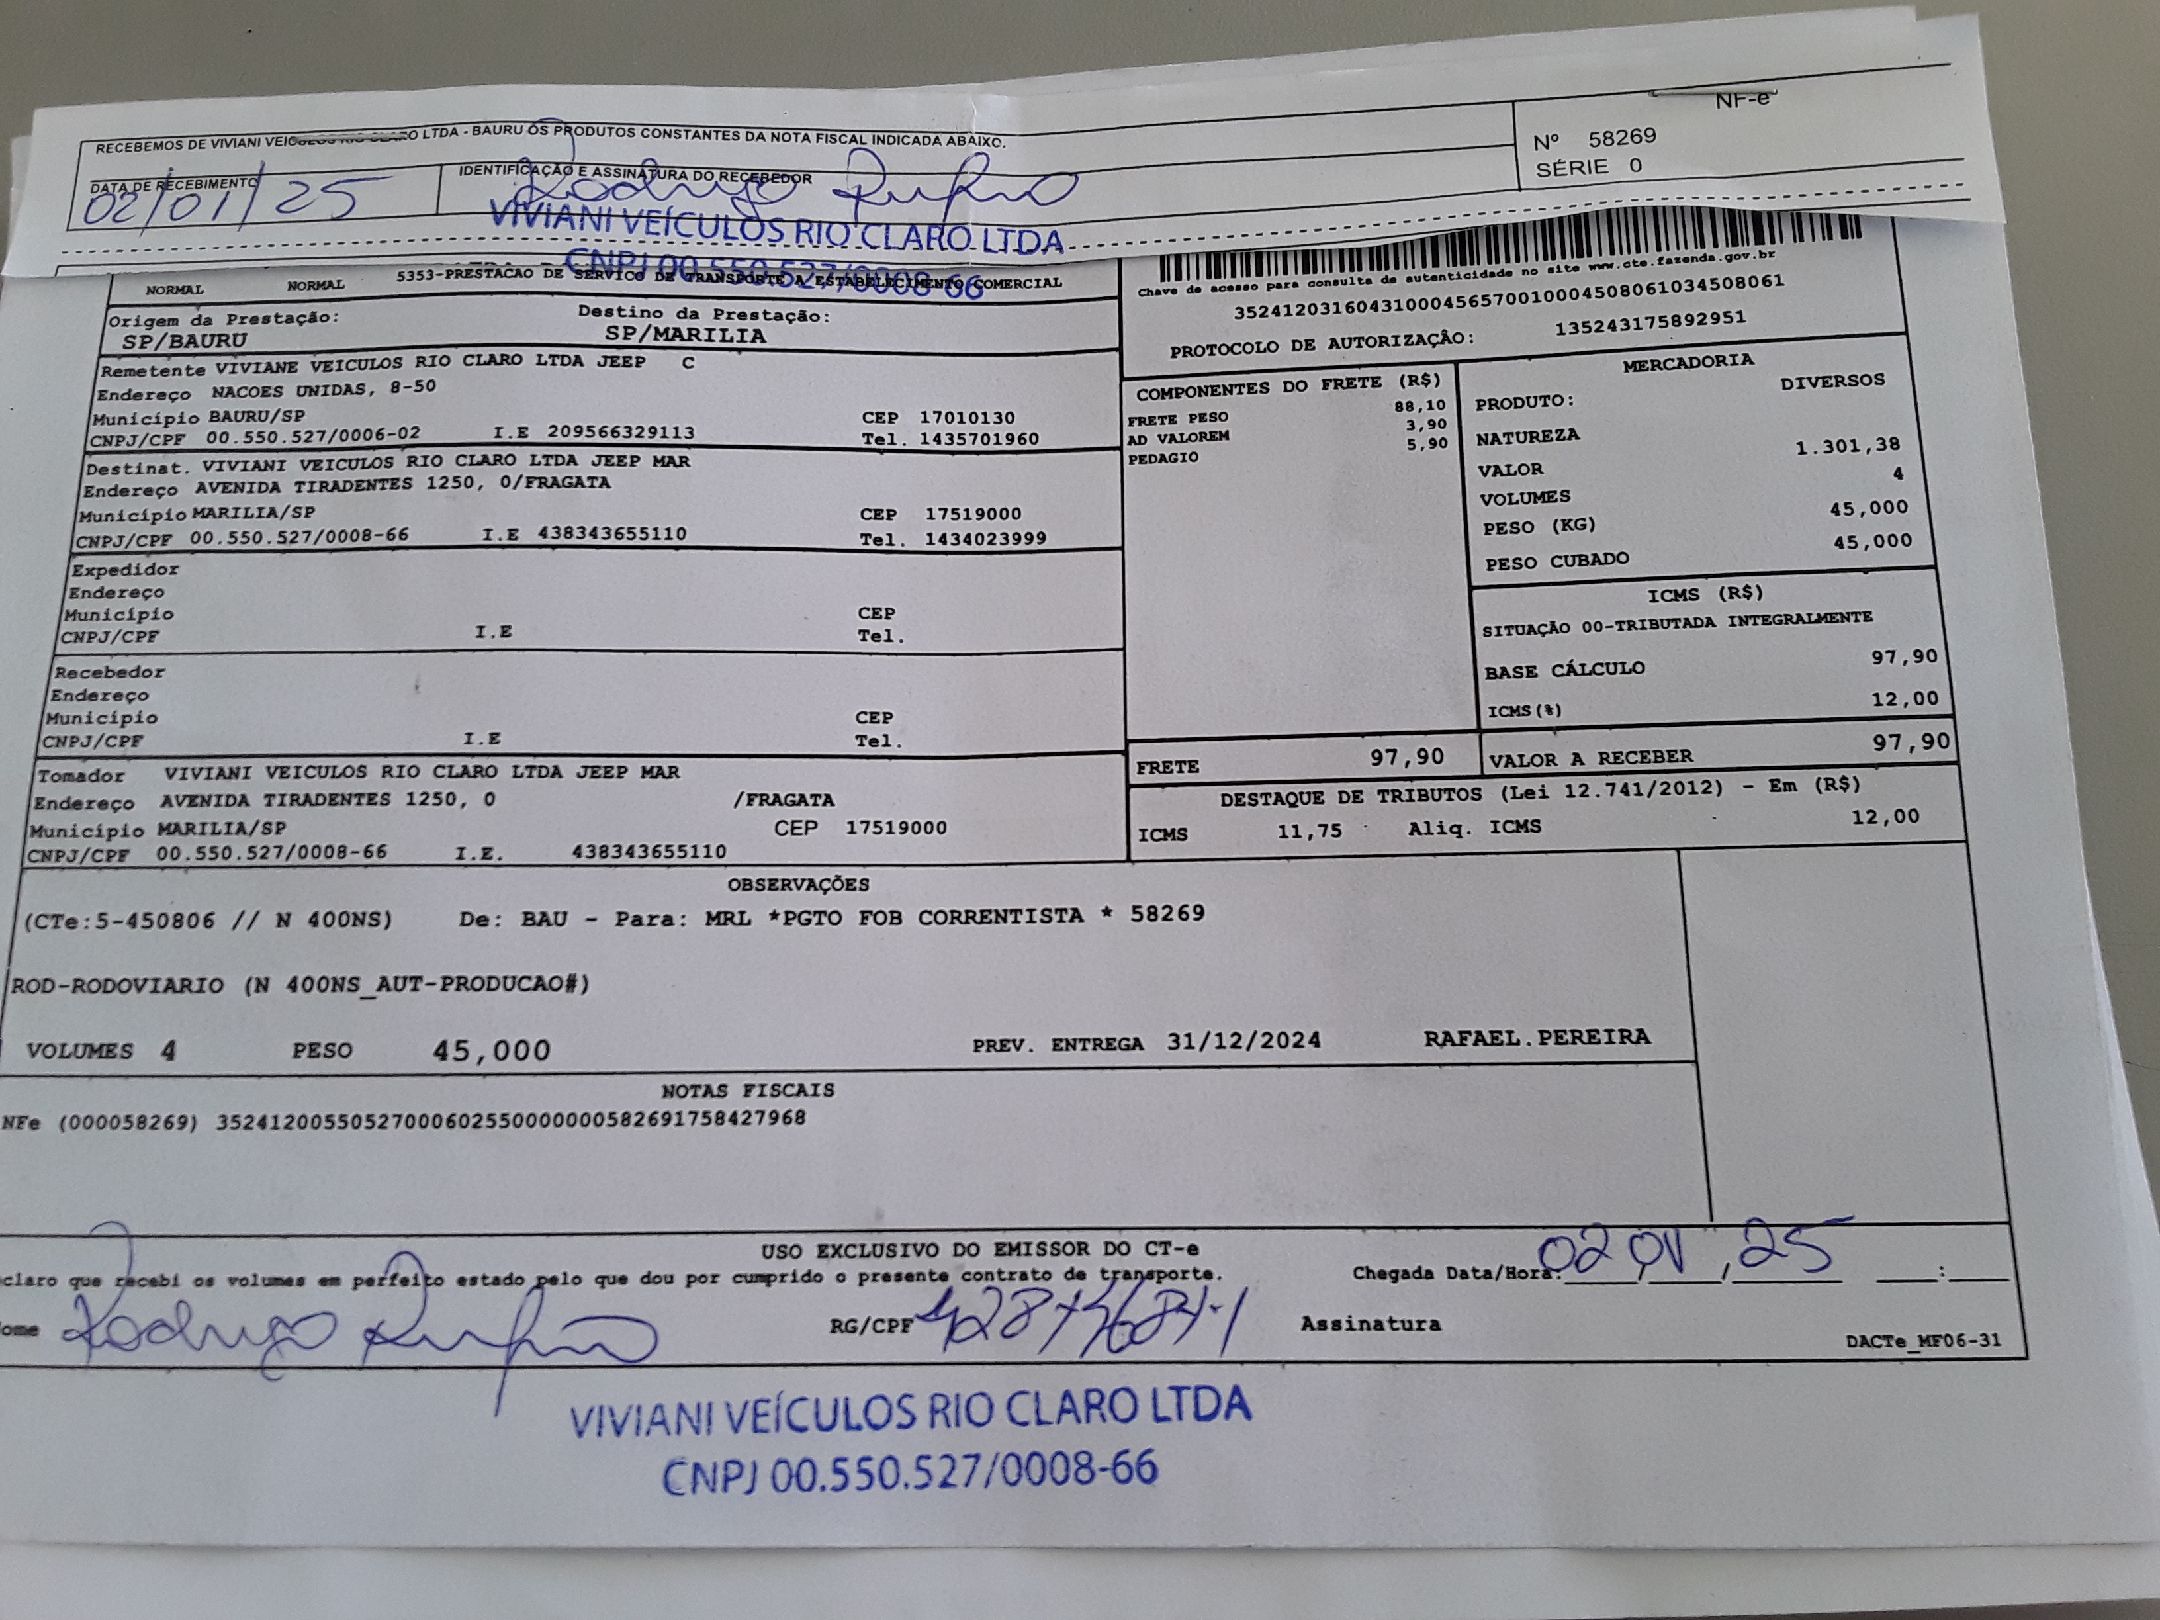 NF-e
RECEBEMOS DE VIVIANI VEICULOS RIO CLARO LTDA - BAURU OS PRODUTOS CONSTANTES DA NOTA FISCAL INDICADA ABAIXO.
Nº 58269
SÉRIE 0
DATA DE RECEBIMENTO
IDENTIFICAÇÃO E ASSINATURA DO RECEBEDOR
02/01/25
Rodrigo
VIVIANI VEÍCULOS RIO CLARO LTDA
CNPJ 00.550.527/0008-66
NORMAL NORMAL 5353-PRESTACAO DE SERVICO DE TRANSPORTE A ESTABELECIMENTO COMERCIAL
Chave de acesso para consulta de autenticidade no site www.cte.fazenda.gov.br
35241203160431000456570010004508061034508061
PROTOCOLO DE AUTORIZAÇÃO: 135243175892951
Origem da Prestação: Destino da Prestação:
SP/BAURU SP/MARILIA
Remetente VIVIANE VEICULOS RIO CLARO LTDA JEEP C
Endereço NACOES UNIDAS, 8-50
Município BAURU/SP CEP 17010130
CNPJ/CPF 00.550.527/0006-02 I.E 209566329113 Tel. 1435701960
Destinat. VIVIANI VEICULOS RIO CLARO LTDA JEEP MAR
Endereço AVENIDA TIRADENTES 1250, 0/FRAGATA
Município MARILIA/SP CEP 17519000
CNPJ/CPF 00.550.527/0008-66 I.E 438343655110 Tel. 1434023999
Expedidor
Endereço
Município CEP
CNPJ/CPF I.E Tel.
Recebedor
Endereço
Município CEP
CNPJ/CPF I.E Tel.
Tomador VIVIANI VEICULOS RIO CLARO LTDA JEEP MAR
Endereço AVENIDA TIRADENTES 1250, 0 /FRAGATA
Município MARILIA/SP CEP 17519000
CNPJ/CPF 00.550.527/0008-66 I.E. 438343655110
COMPONENTES DO FRETE (R$)
FRETE PESO 88,10
AD VALOREM 3,90
PEDAGIO 5,90
MERCADORIA
PRODUTO: DIVERSOS
NATUREZA
VALOR 1.301,38
VOLUMES 4
PESO (KG) 45,000
PESO CUBADO 45,000
ICMS (R$)
SITUAÇÃO 00-TRIBUTADA INTEGRALMENTE
BASE CÁLCULO 97,90
ICMS(%) 12,00
FRETE 97,90 VALOR A RECEBER 97,90
DESTAQUE DE TRIBUTOS (Lei 12.741/2012) - Em (R$)
ICMS 11,75 Aliq. ICMS 12,00
OBSERVAÇÕES
(CTe:5-450806 // N 400NS) De: BAU - Para: MRL *PGTO FOB CORRENTISTA * 58269
ROD-RODOVIARIO (N 400NS_AUT-PRODUCAO#)
VOLUMES 4 PESO 45,000 PREV. ENTREGA 31/12/2024 RAFAEL.PEREIRA
NOTAS FISCAIS
NFe (000058269) 35241200550527000602550000000582691758427968
USO EXCLUSIVO DO EMISSOR DO CT-e
claro que recebi os volumes em perfeito estado pelo que dou por cumprido o presente contrato de transporte. Chegada Data/Hora: 02 01, 25 :
ome Rodrigo RG/CPF Assinatura
DACTe_MF06-31
VIVIANI VEÍCULOS RIO CLARO LTDA
CNPJ 00.550.527/0008-66